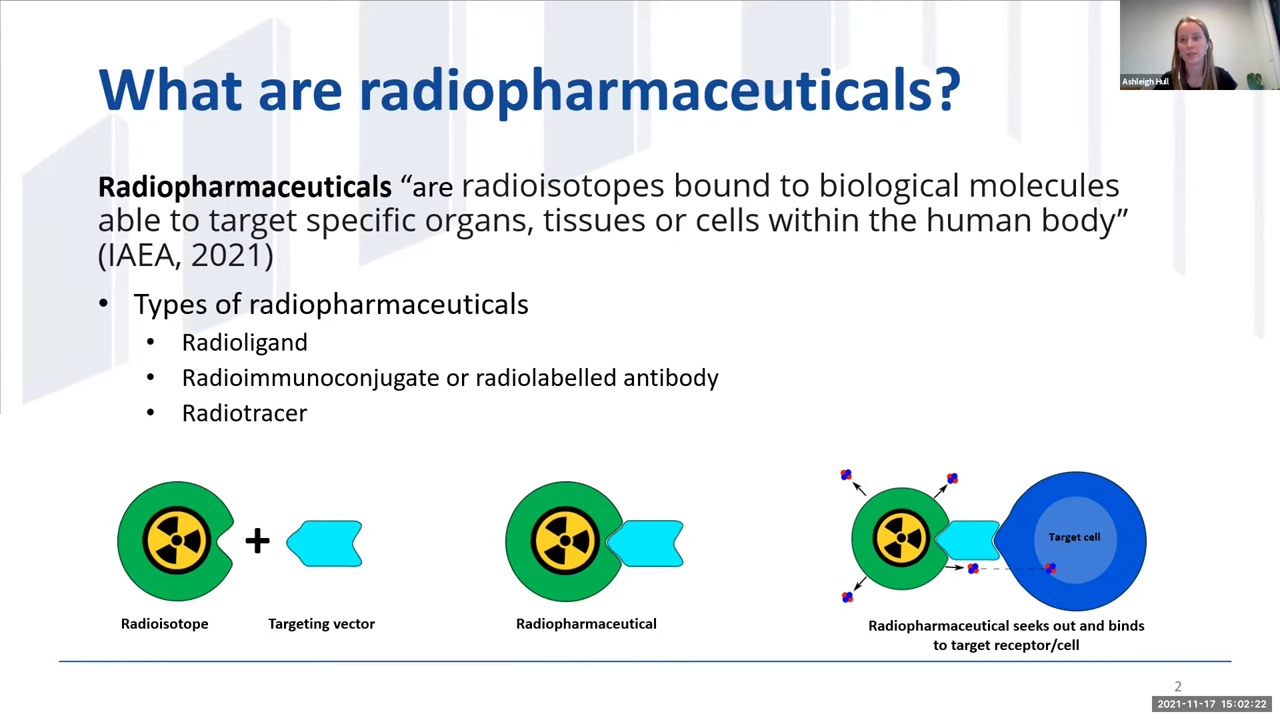 Ashleigh Hull
What are radiopharmaceuticals?
Radiopharmaceuticals “are radioisotopes bound to biological molecules
able to target specific organs, tissues or cells within the human body”
(IAEA, 2021)
• Types of radiopharmaceuticals
• Radioligand
• Radioimmunoconjugate or radiolabelled antibody
• Radiotracer
+
Target cell
Radioisotope
Targeting vector
Radiopharmaceutical
Radiopharmaceutical seeks out and binds
to target receptor/cell
2
2021-11-17 15:02:22